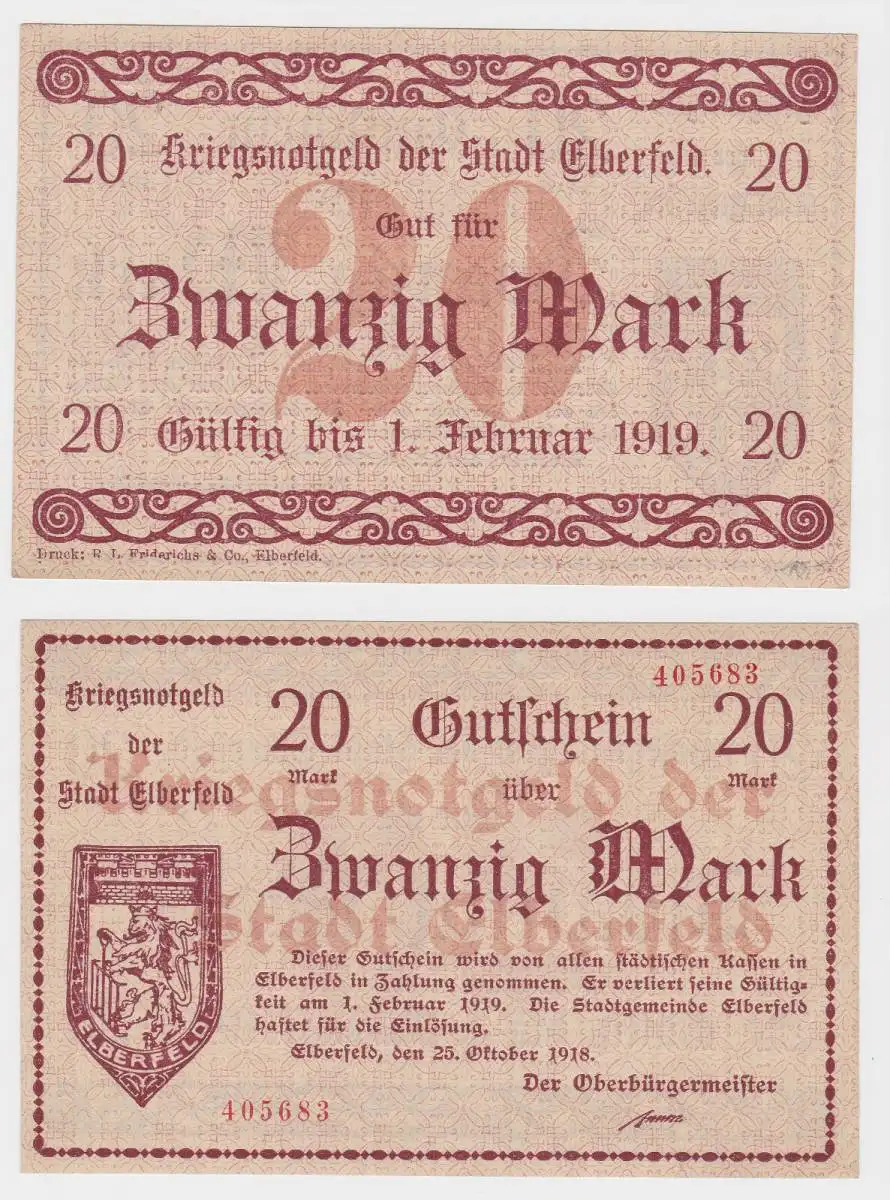 20 Kriegsnotgeld der Stadt Elberfeld. 20
20
Gut für
Zwanzig Mark
20 Gültig bis 1. Februar 1919. 20
Druck: R. L. Friderichs & Co., Elberfeld.
405683
Kriegsnotgeld
der
Stadt Elberfeld
20 Gutschein 20
Mark über Mark
Kriegsnotgeld der
Zwanzig Mark
Stadt Elberfeld
Dieser Gutschein wird von allen städtischen Kassen in
Elberfeld in Zahlung genommen. Er verliert seine Gültig-
keit am 1. Februar 1919. Die Stadtgemeinde Elberfeld
haftet für die Einlösung.
Elberfeld, den 25. Oktober 1918.
Der Oberbürgermeister
ELBERFELD
405683